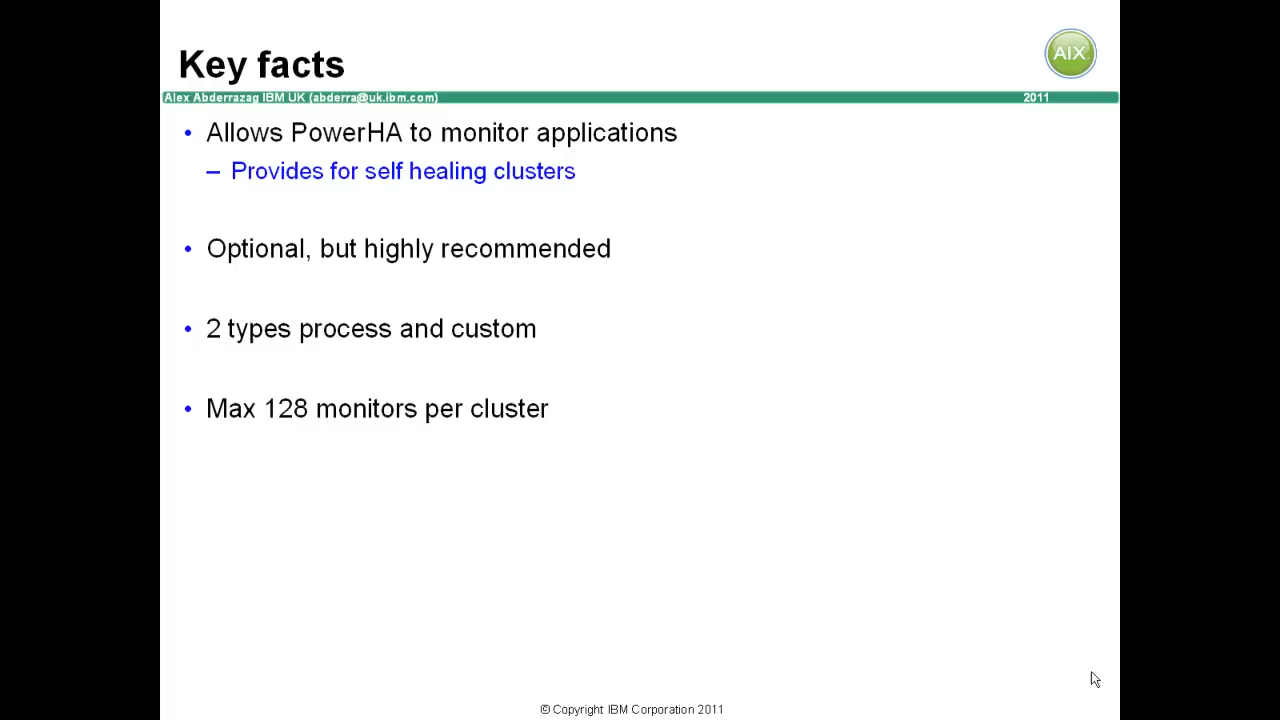 Key facts
AIX
Alex Abderrazag IBM UK (abderra@uk.ibm.com) 2011
• Allows PowerHA to monitor applications
– Provides for self healing clusters
• Optional, but highly recommended
• 2 types process and custom
• Max 128 monitors per cluster
© Copyright IBM Corporation 2011